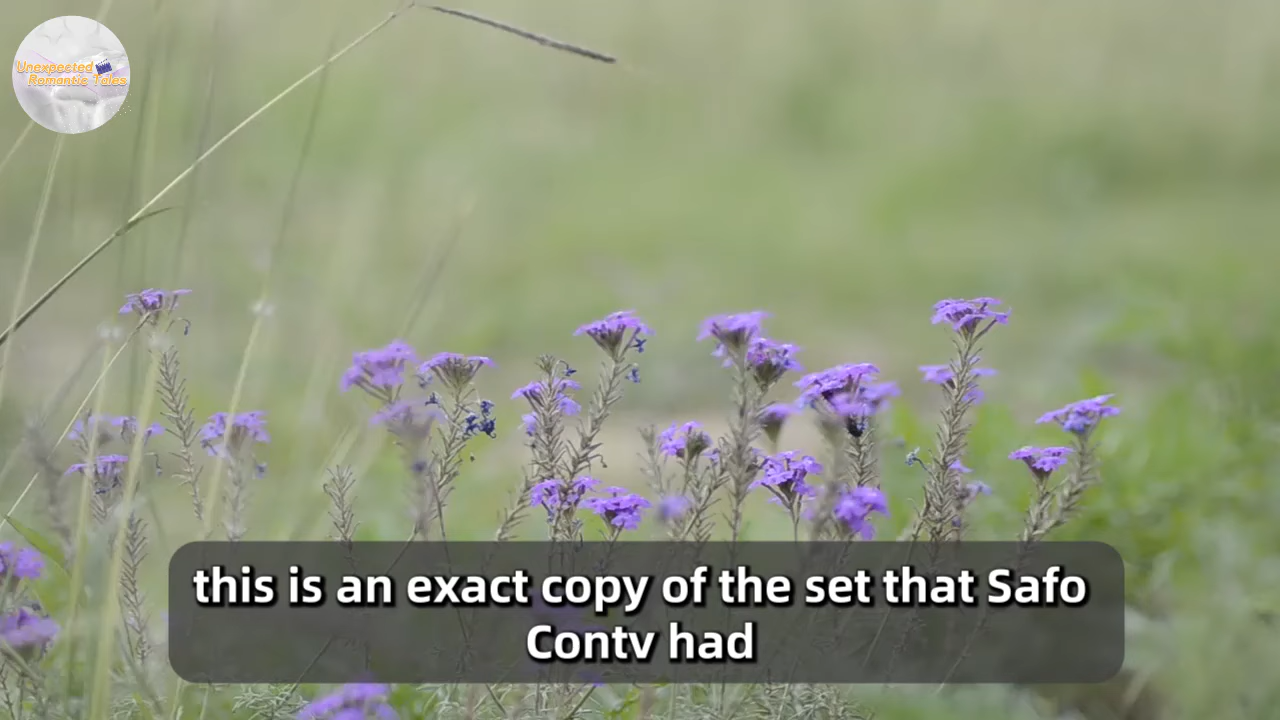 Unexpected
Romantic Tales
this is an exact copy of the set that Safo
Contv had